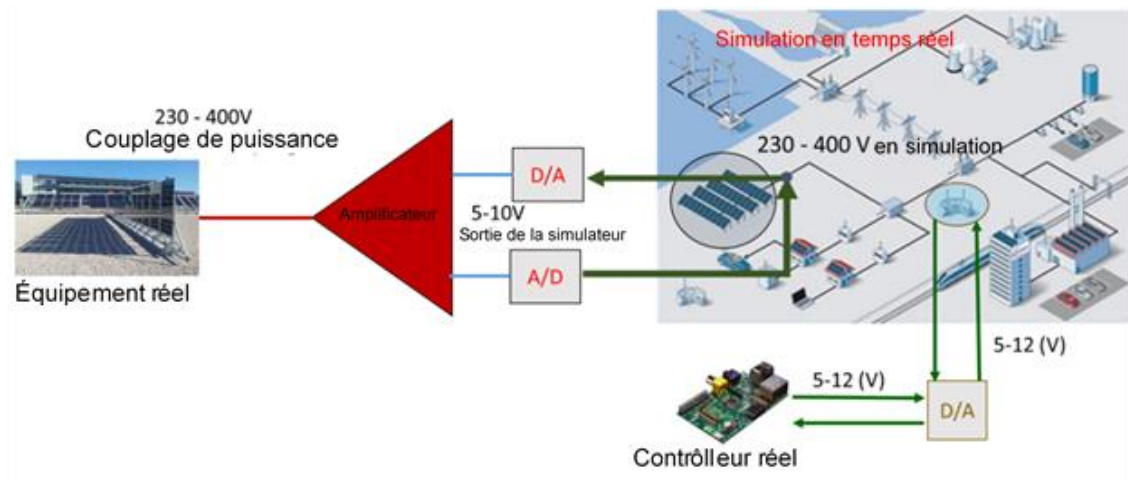 Simulation en temps réel
230 - 400V
Couplage de puissance
230 - 400 V en simulation
D/A
Amplificateur
5-10V
Sortie de la simulateur
A/D
Équipement réel
5-12 (V)
5-12 (V)
D/A
Contrôlleur réel